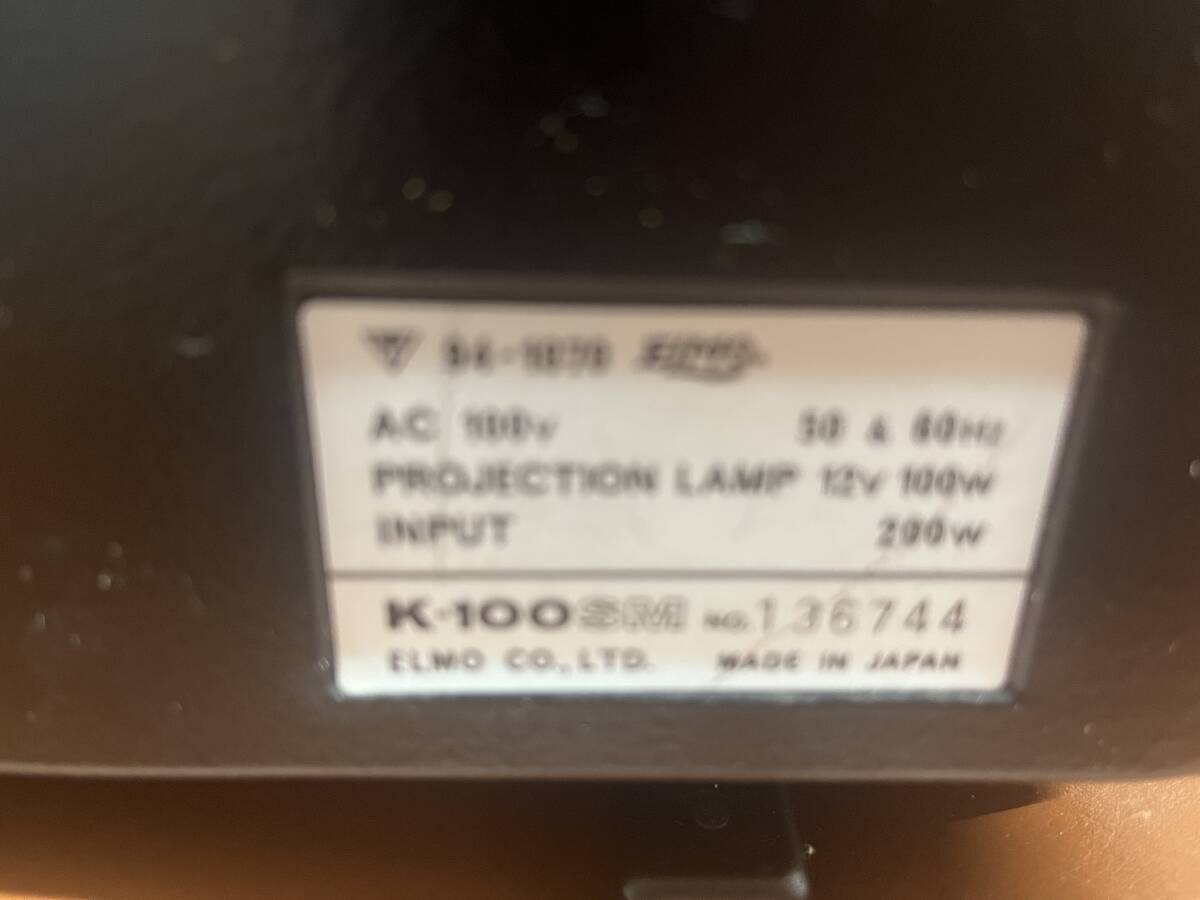 ELMO
AC 100V 50 & 60Hz
PROJECTION LAMP 12V 100W
INPUT 200W
K-100SM NO. 136744
ELMO CO., LTD. MADE IN JAPAN